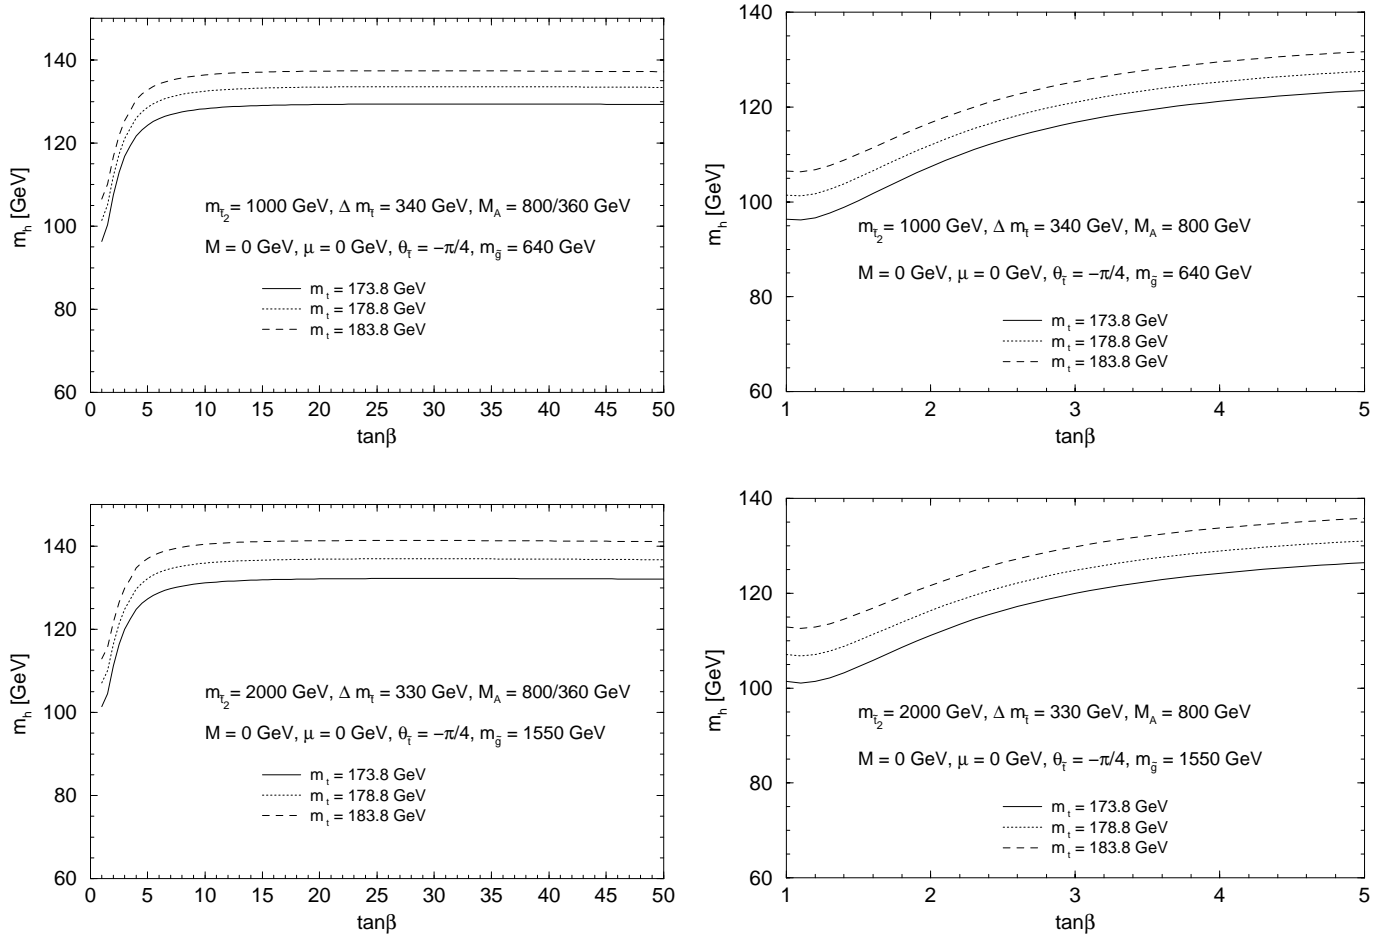 140
120
100
80
60
m_h [GeV]
m_t̃₂ = 1000 GeV, Δ m_t̃ = 340 GeV, M_A = 800/360 GeV
M = 0 GeV, μ = 0 GeV, θ_t̃ = −π/4, m_g̃ = 640 GeV
m_t = 173.8 GeV
m_t = 178.8 GeV
m_t = 183.8 GeV
0 5 10 15 20 25 30 35 40 45 50
tanβ
140
120
100
80
60
m_h [GeV]
m_t̃₂ = 1000 GeV, Δ m_t̃ = 340 GeV, M_A = 800 GeV
M = 0 GeV, μ = 0 GeV, θ_t̃ = −π/4, m_g̃ = 640 GeV
m_t = 173.8 GeV
m_t = 178.8 GeV
m_t = 183.8 GeV
1 2 3 4 5
tanβ
140
120
100
80
60
m_h [GeV]
m_t̃₂ = 2000 GeV, Δ m_t̃ = 330 GeV, M_A = 800/360 GeV
M = 0 GeV, μ = 0 GeV, θ_t̃ = −π/4, m_g̃ = 1550 GeV
m_t = 173.8 GeV
m_t = 178.8 GeV
m_t = 183.8 GeV
0 5 10 15 20 25 30 35 40 45 50
tanβ
140
120
100
80
60
m_h [GeV]
m_t̃₂ = 2000 GeV, Δ m_t̃ = 330 GeV, M_A = 800 GeV
M = 0 GeV, μ = 0 GeV, θ_t̃ = −π/4, m_g̃ = 1550 GeV
m_t = 173.8 GeV
m_t = 178.8 GeV
m_t = 183.8 GeV
1 2 3 4 5
tanβ